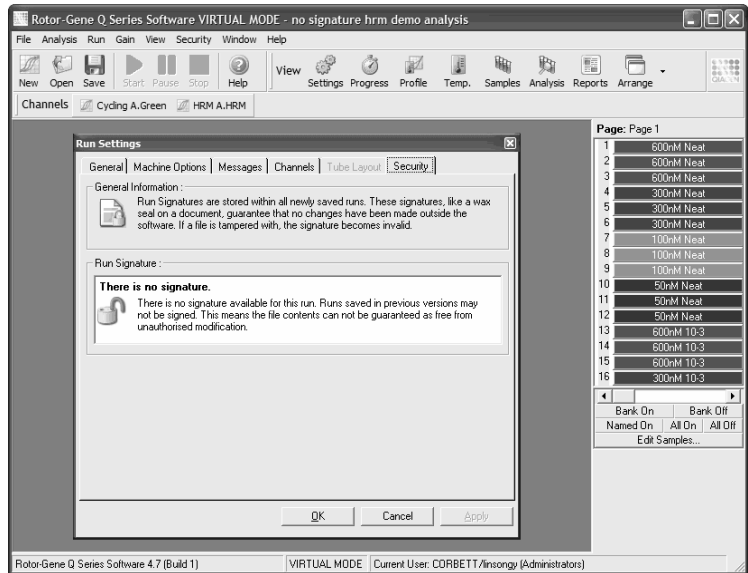 Rotor-Gene Q Series Software VIRTUAL MODE - no signature hrm demo analysis
File Analysis Run Gain View Security Window Help
New Open Save Start Pause Stop Help View Settings Progress Profile Temp. Samples Analysis Reports Arrange
Channels Cycling A.Green HRM A.HRM
Page: Page 1
Run Settings
General Machine Options Messages Channels Tube Layout Security
General Information :
Run Signatures are stored within all newly saved runs. These signatures, like a wax
seal on a document, guarantee that no changes have been made outside the
software. If a file is tampered with, the signature becomes invalid.
Run Signature :
There is no signature.
There is no signature available for this run. Runs saved in previous versions may
not be signed. This means the file contents can not be guaranteed as free from
unauthorised modification.
OK Cancel Apply
1 600nM Neat
2 600nM Neat
3 600nM Neat
4 300nM Neat
5 300nM Neat
6 300nM Neat
7 100nM Neat
8 100nM Neat
9 100nM Neat
10 50nM Neat
11 50nM Neat
12 50nM Neat
13 600nM 10-3
14 600nM 10-3
15 600nM 10-3
16 300nM 10-3
Bank On Bank Off
Named On All On All Off
Edit Samples...
Rotor-Gene Q Series Software 4.7 (Build 1) VIRTUAL MODE Current User: CORBETT/linsongy (Administrators)